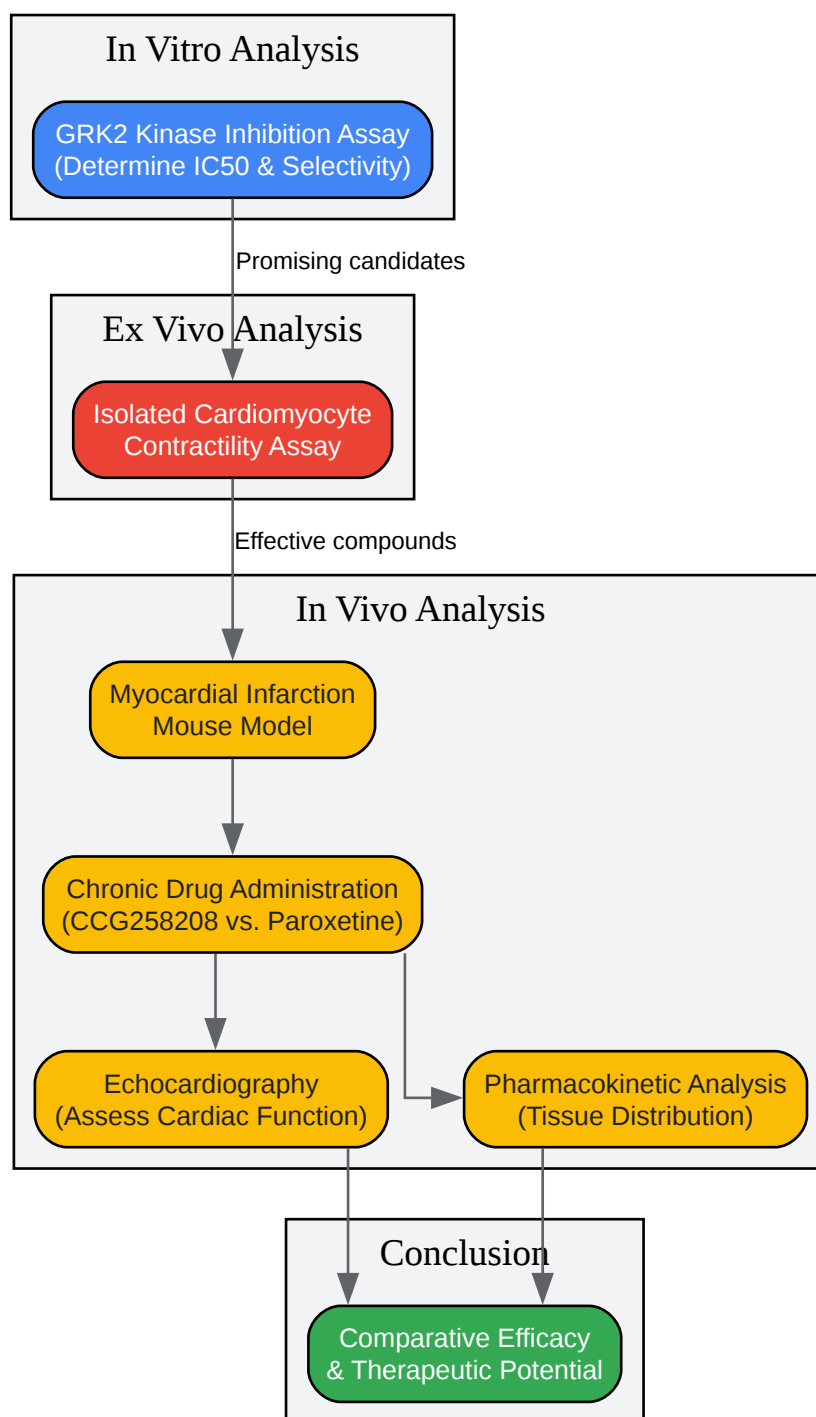 In Vitro Analysis
GRK2 Kinase Inhibition Assay
(Determine IC50 & Selectivity)
Promising candidates
Ex Vivo Analysis
Isolated Cardiomyocyte
Contractility Assay
Effective compounds
In Vivo Analysis
Myocardial Infarction
Mouse Model
Chronic Drug Administration
(CCG258208 vs. Paroxetine)
Echocardiography
(Assess Cardiac Function)
Pharmacokinetic Analysis
(Tissue Distribution)
Conclusion
Comparative Efficacy
& Therapeutic Potential